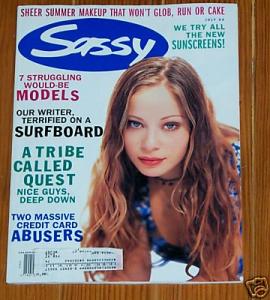 SHEER SUMMER MAKEUP THAT WON'T GLOB, RUN OR CAKE
JULY 94
Sassy
WE TRY ALL
THE NEW
SUNSCREENS!
7 STRUGGLING
WOULD-BE
MODELS
OUR WRITER,
TERRIFIED ON A
SURFBOARD
A TRIBE
CALLED
QUEST
NICE GUYS,
DEEP DOWN
TWO MASSIVE
CREDIT CARD
ABUSERS